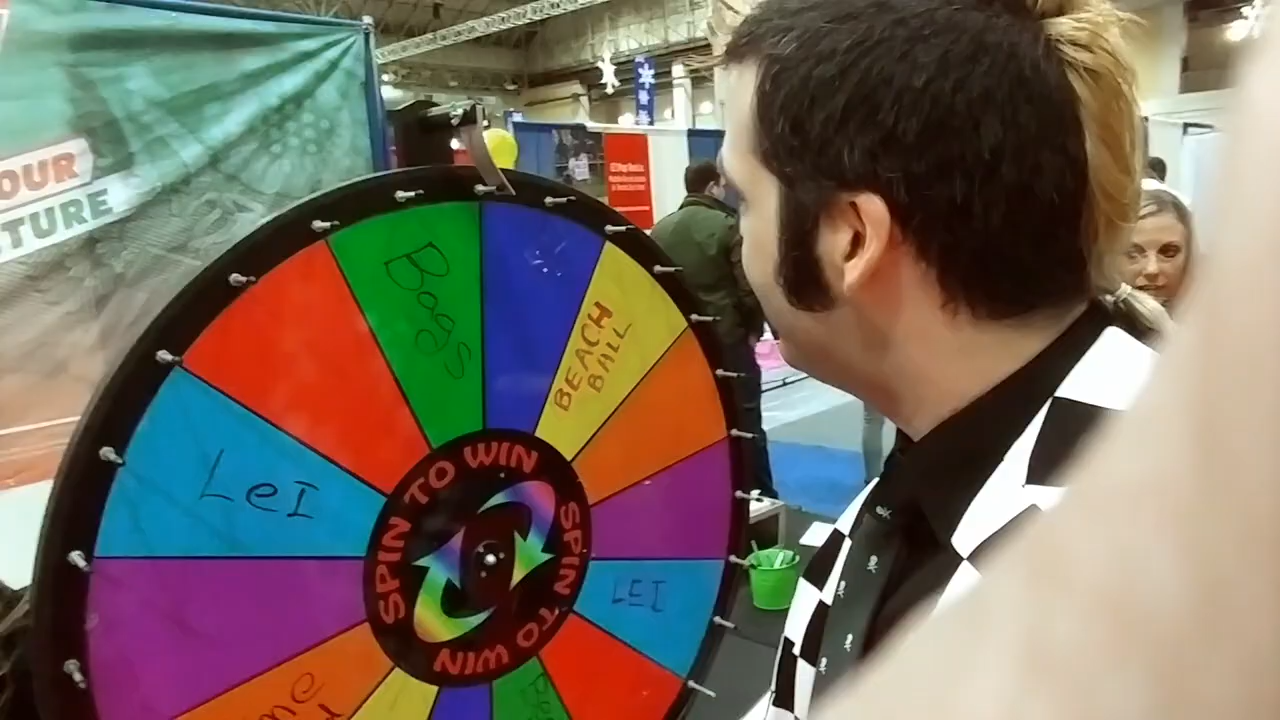 OUR
TURE
Bags
BEACH
BALL
LeI
SPIN TO WIN
SPIN TO WIN
LEI